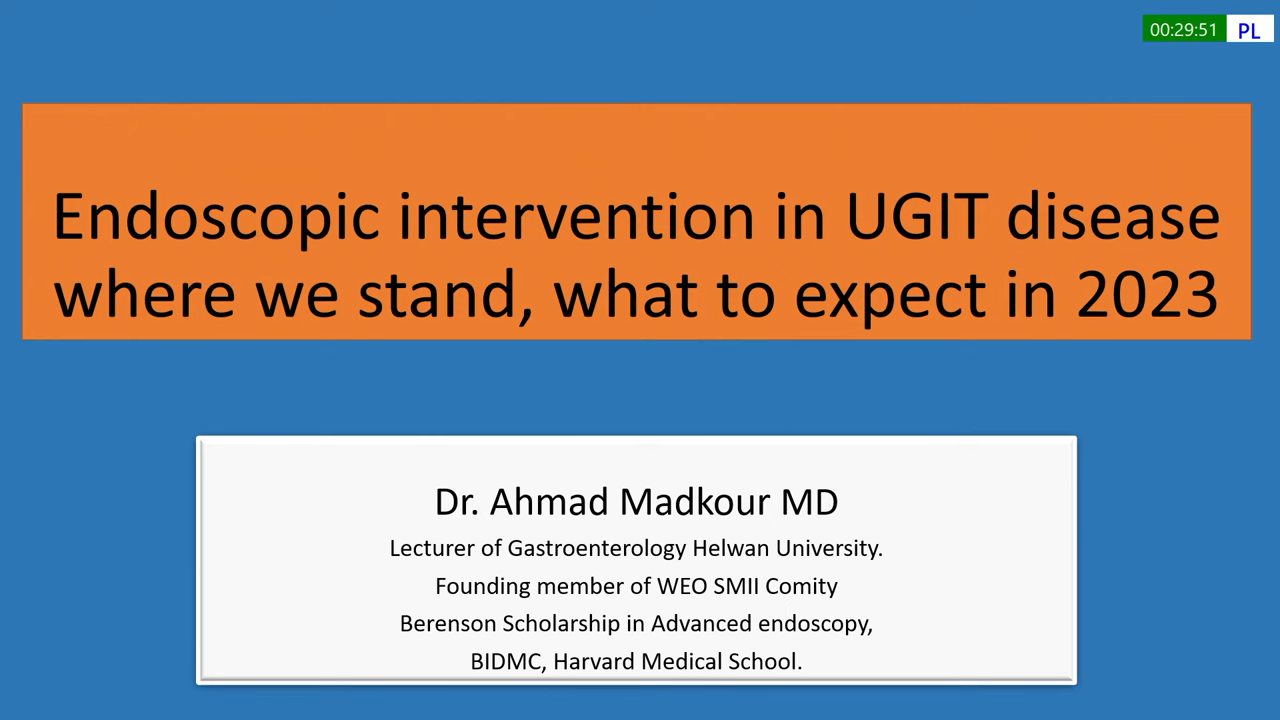 00:29:51 PL
Endoscopic intervention in UGIT disease
where we stand, what to expect in 2023
Dr. Ahmad Madkour MD
Lecturer of Gastroenterology Helwan University.
Founding member of WEO SMII Comity
Berenson Scholarship in Advanced endoscopy,
BIDMC, Harvard Medical School.